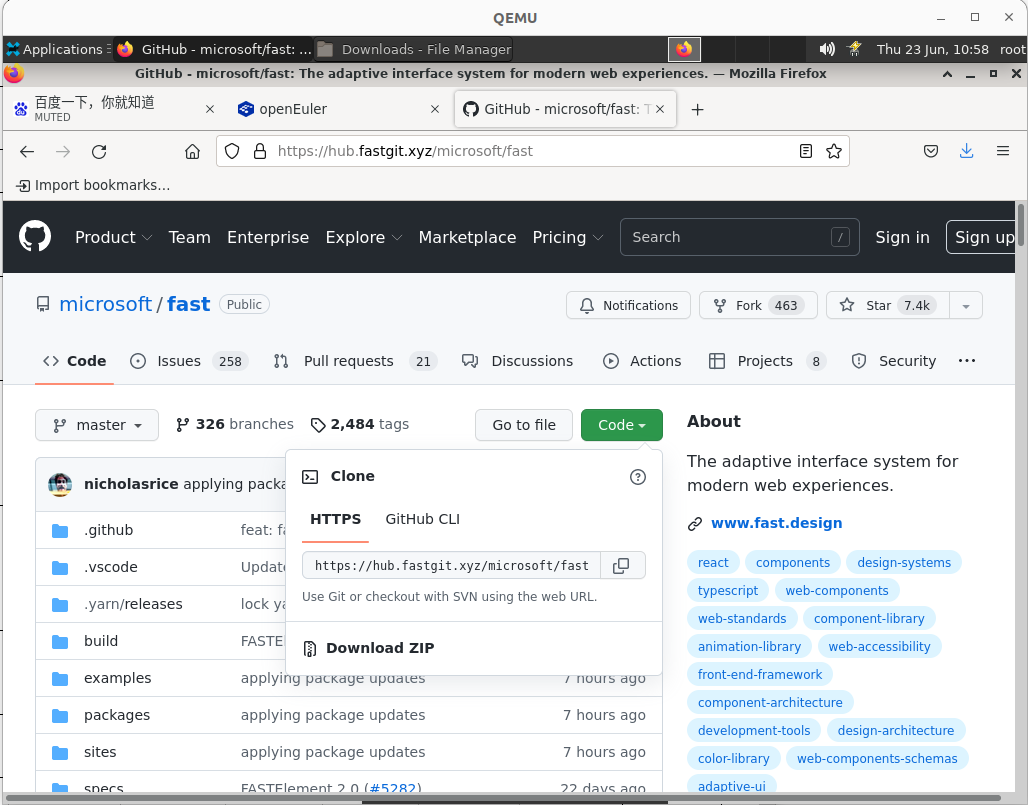 QEMU
Applications GitHub - microsoft/fast: ... Downloads - File Manager Thu 23 Jun, 10:58 root
GitHub - microsoft/fast: The adaptive interface system for modern web experiences. — Mozilla Firefox
百度一下，你就知道
MUTED
openEuler
GitHub - microsoft/fast: T
https://hub.fastgit.xyz/microsoft/fast
Import bookmarks...
Product Team Enterprise Explore Marketplace Pricing Search / Sign in Sign up
microsoft / fast Public Notifications Fork 463 Star 7.4k
Code Issues 258 Pull requests 21 Discussions Actions Projects 8 Security ...
master 326 branches 2,484 tags Go to file Code
nicholasrice applying packa
.github feat: fa
.vscode Update
.yarn/releases lock ya
build FASTE
examples applying package updates 7 hours ago
packages applying package updates 7 hours ago
sites applying package updates 7 hours ago
specs FASTElement 2.0 (#5282) 22 days ago
Clone
HTTPS GitHub CLI
https://hub.fastgit.xyz/microsoft/fast
Use Git or checkout with SVN using the web URL.
Download ZIP
About
The adaptive interface system for
modern web experiences.
www.fast.design
react components design-systems
typescript web-components
web-standards component-library
animation-library web-accessibility
front-end-framework
component-architecture
development-tools design-architecture
color-library web-components-schemas
adaptive-ui